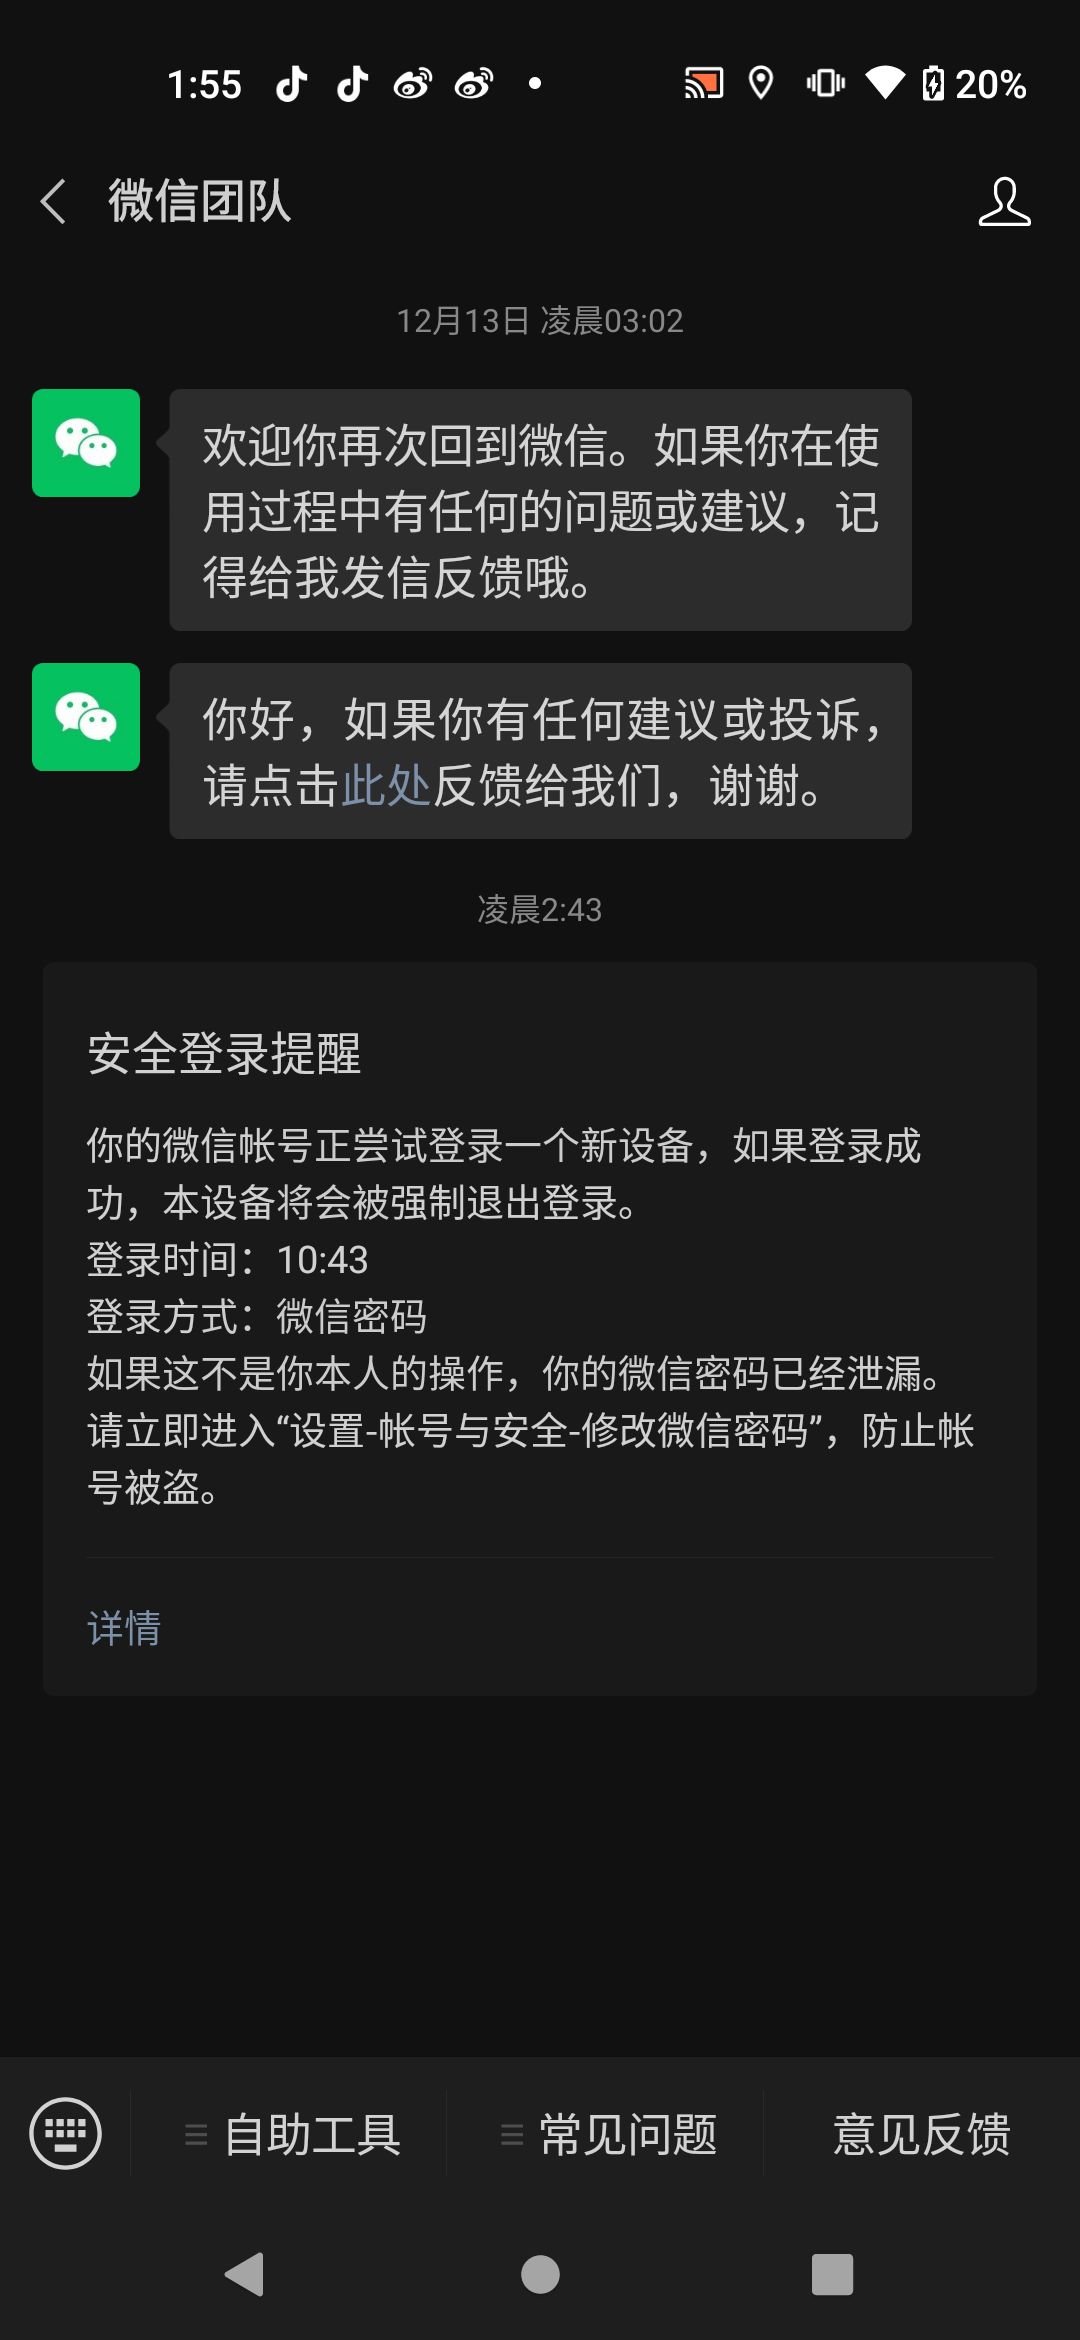 1:55
20%
微信团队
12月13日 凌晨03:02
欢迎你再次回到微信。如果你在使
用过程中有任何的问题或建议，记
得给我发信反馈哦。
你好，如果你有任何建议或投诉，
请点击此处反馈给我们，谢谢。
凌晨2:43
安全登录提醒
你的微信帐号正尝试登录一个新设备，如果登录成
功，本设备将会被强制退出登录。
登录时间：10:43
登录方式：微信密码
如果这不是你本人的操作，你的微信密码已经泄漏。
请立即进入“设置-帐号与安全-修改微信密码”，防止帐
号被盗。
详情
自助工具
常见问题
意见反馈